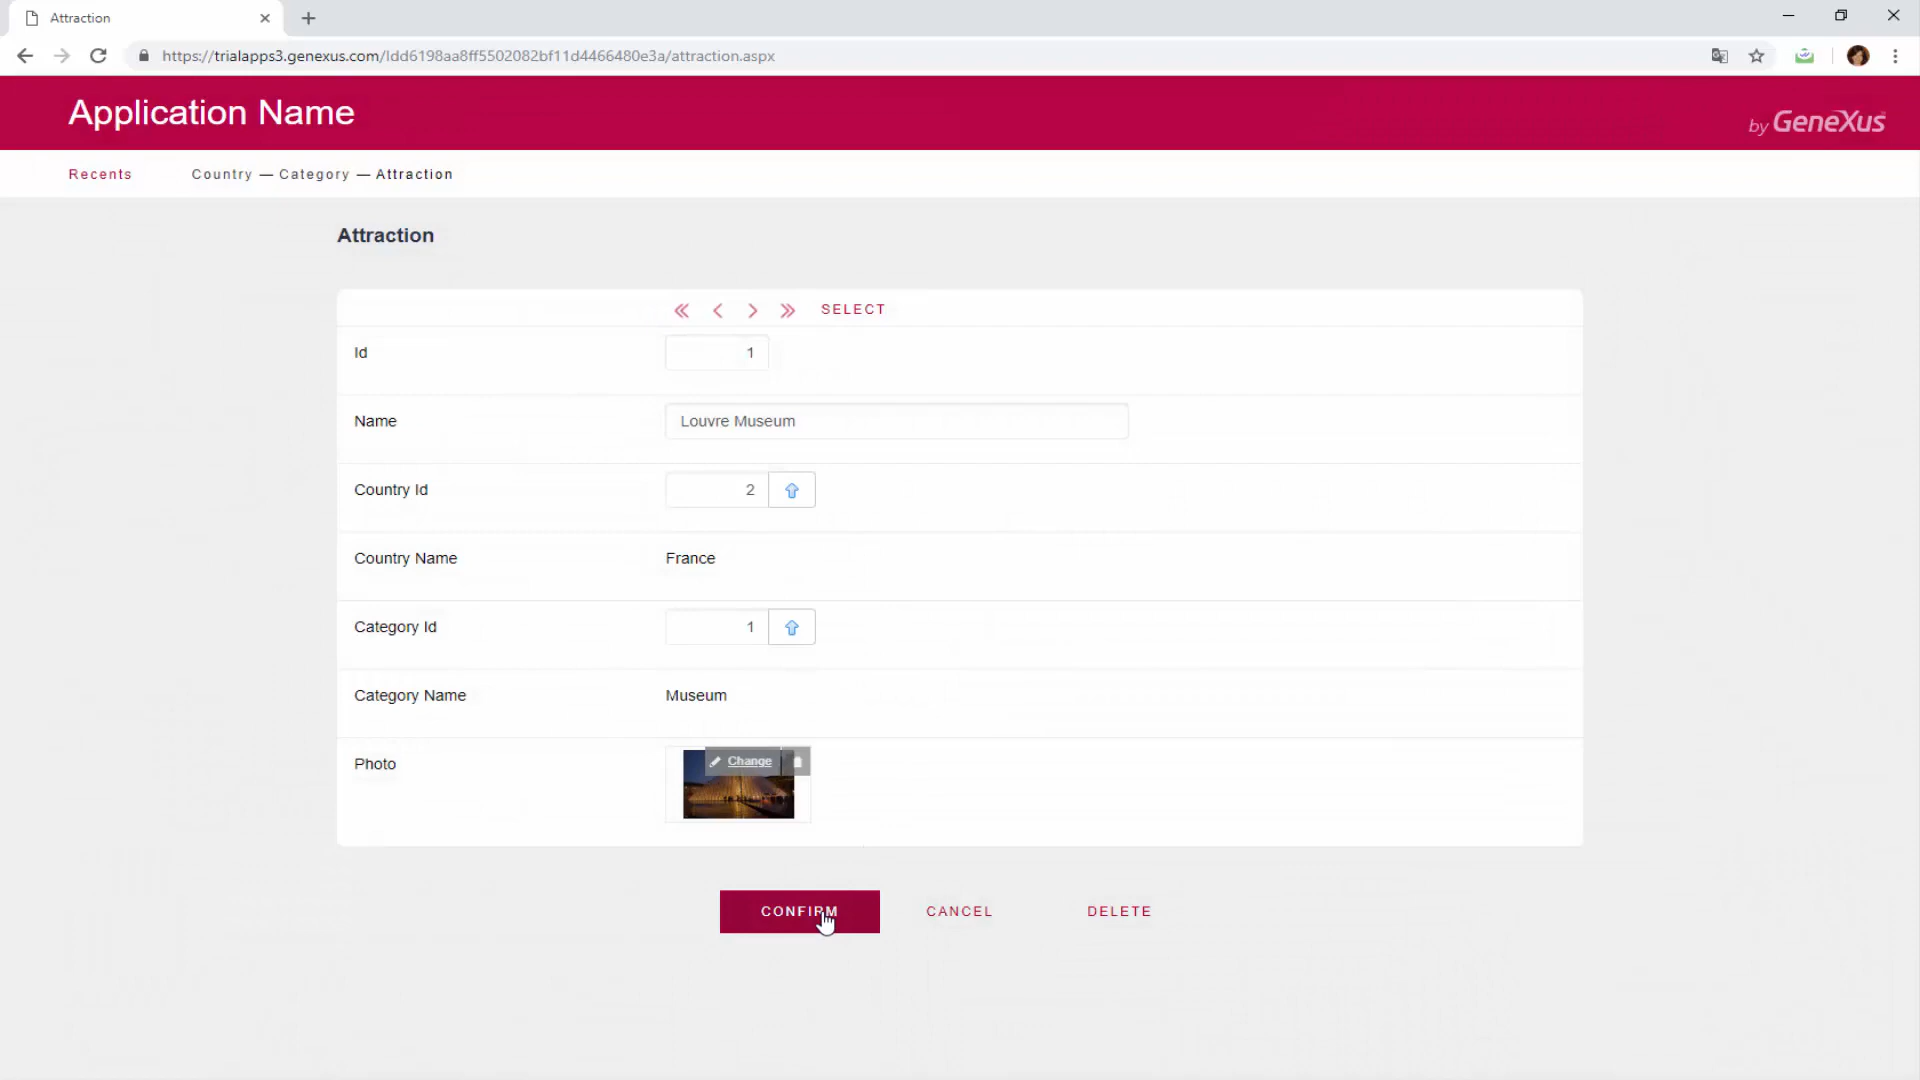 Attraction
https://trialapps3.genexus.com/Idd6198aa8ff5502082bf11d4466480e3a/attraction.aspx
Application Name
by GeneXus
Recents Country — Category — Attraction
Attraction
SELECT
Id 1
Name Louvre Museum
Country Id 2
Country Name France
Category Id 1
Category Name Museum
Photo Change
CONFIRM CANCEL DELETE